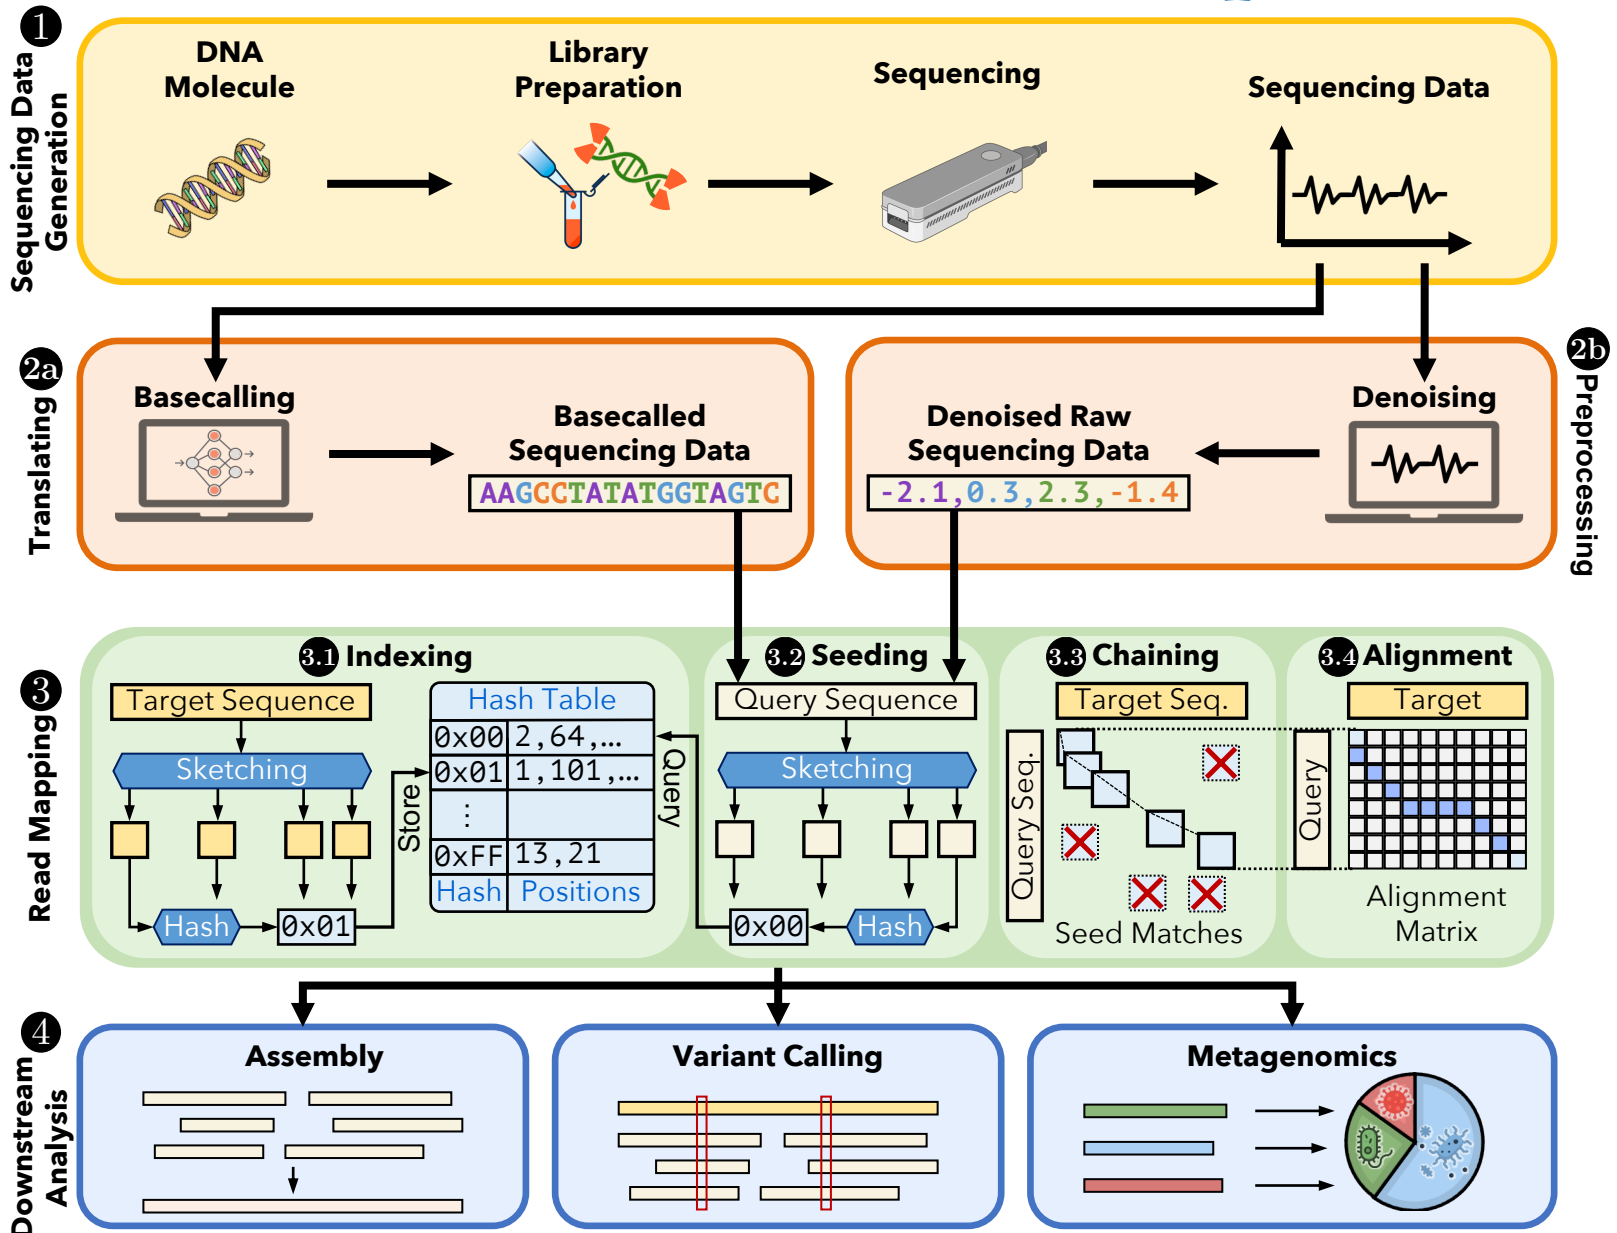 1
Sequencing Data
Generation
DNA
Molecule
Library
Preparation
Sequencing
Sequencing Data
2a
Translating
Basecalling
Basecalled
Sequencing Data
AAGCCTATATGGTAGTC
2b
Preprocessing
Denoised Raw
Sequencing Data
-2.1,0.3,2.3,-1.4
Denoising
3
Read Mapping
3.1 Indexing
Target Sequence
Sketching
Hash
0x01
Store
Hash Table
0x00 2,64,…
0x01 1,101,…
⋮
0xFF 13,21
Hash Positions
Query
3.2 Seeding
Query Sequence
Sketching
0x00
Hash
3.3 Chaining
Target Seq.
Query Seq.
Seed Matches
3.4 Alignment
Target
Query
Alignment
Matrix
4
Downstream
Analysis
Assembly
Variant Calling
Metagenomics